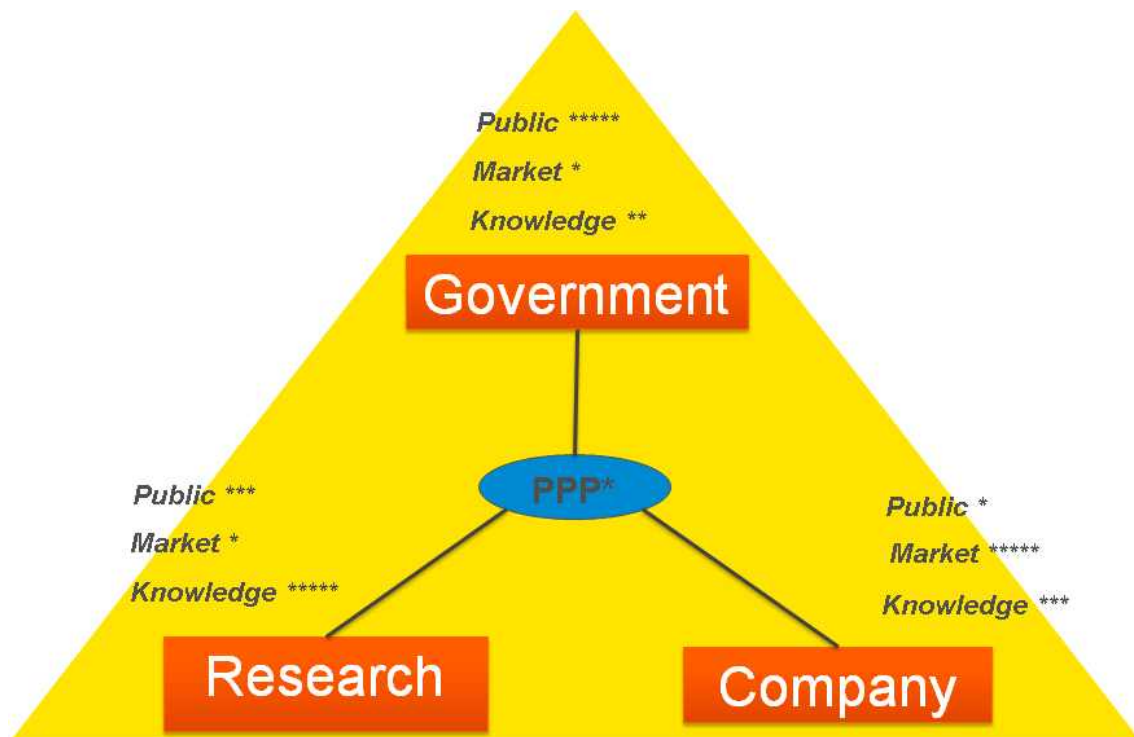 Public *****
Market *
Knowledge **
Government
PPP*
Public ***
Market *
Knowledge *****
Research
Public *
Market *****
Knowledge ***
Company